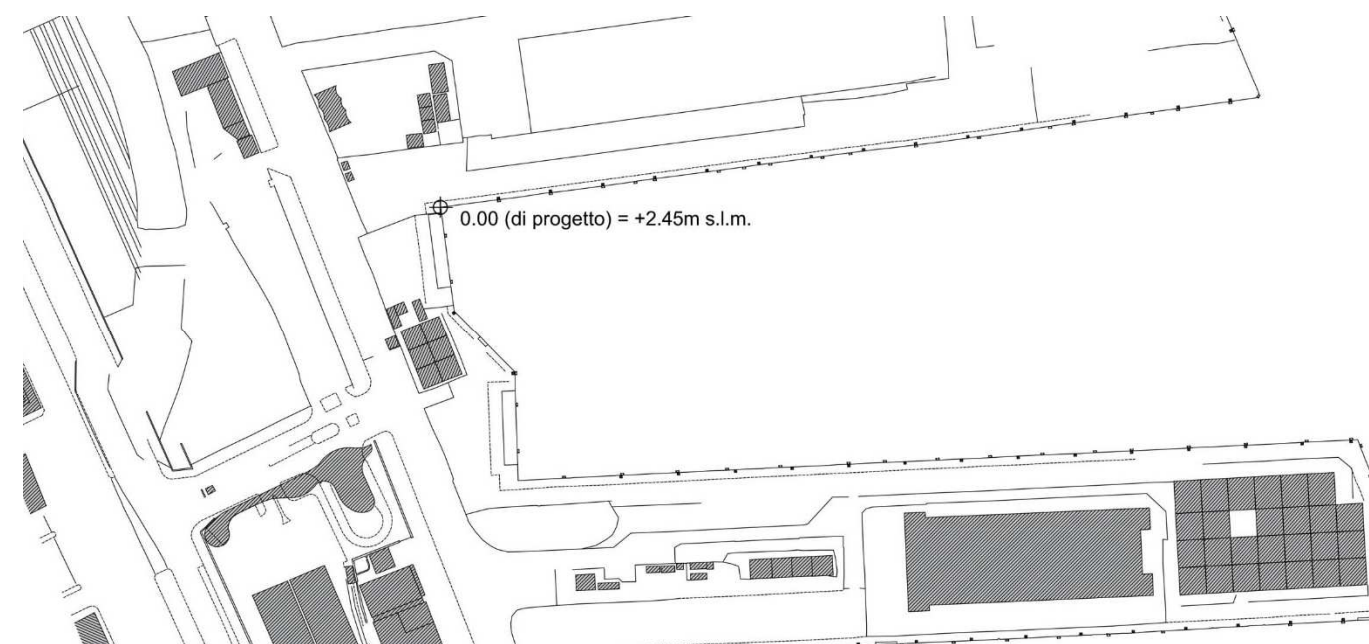 0.00 (di progetto) = +2.45m s.l.m.